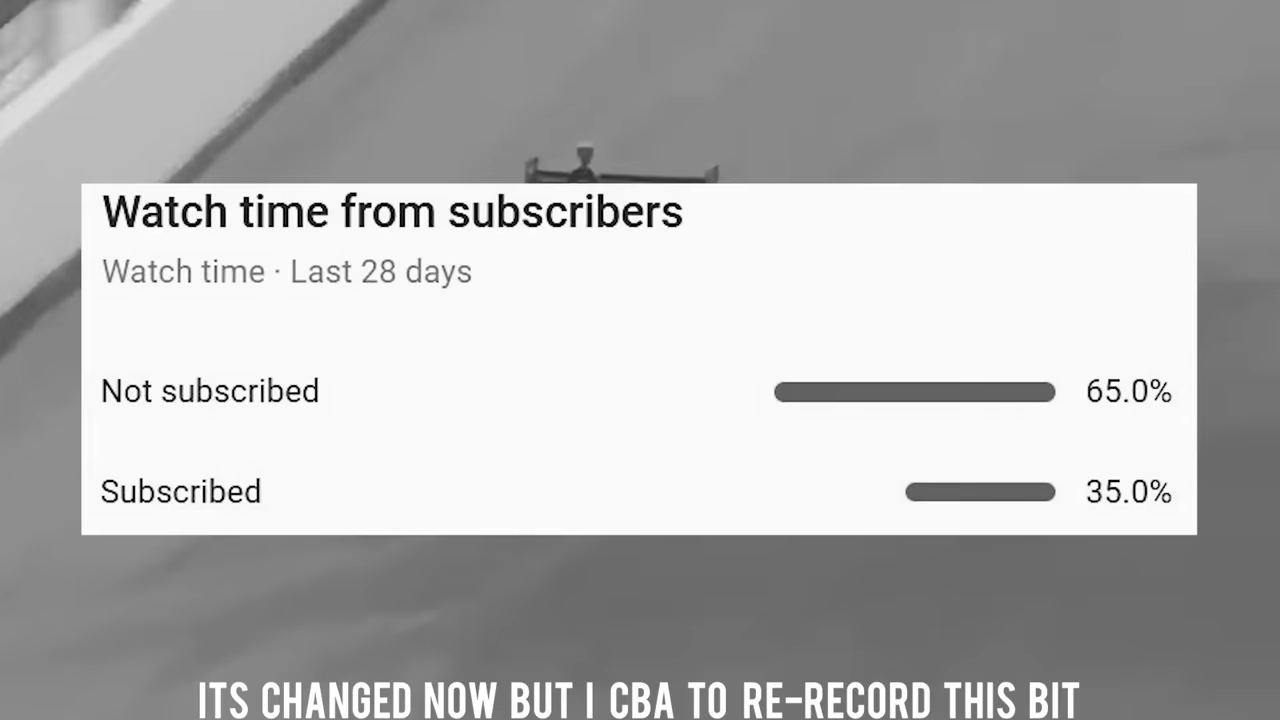 Watch time from subscribers
Watch time · Last 28 days
Not subscribed 65.0%
Subscribed 35.0%
ITS CHANGED NOW BUT I CBA TO RE-RECORD THIS BIT